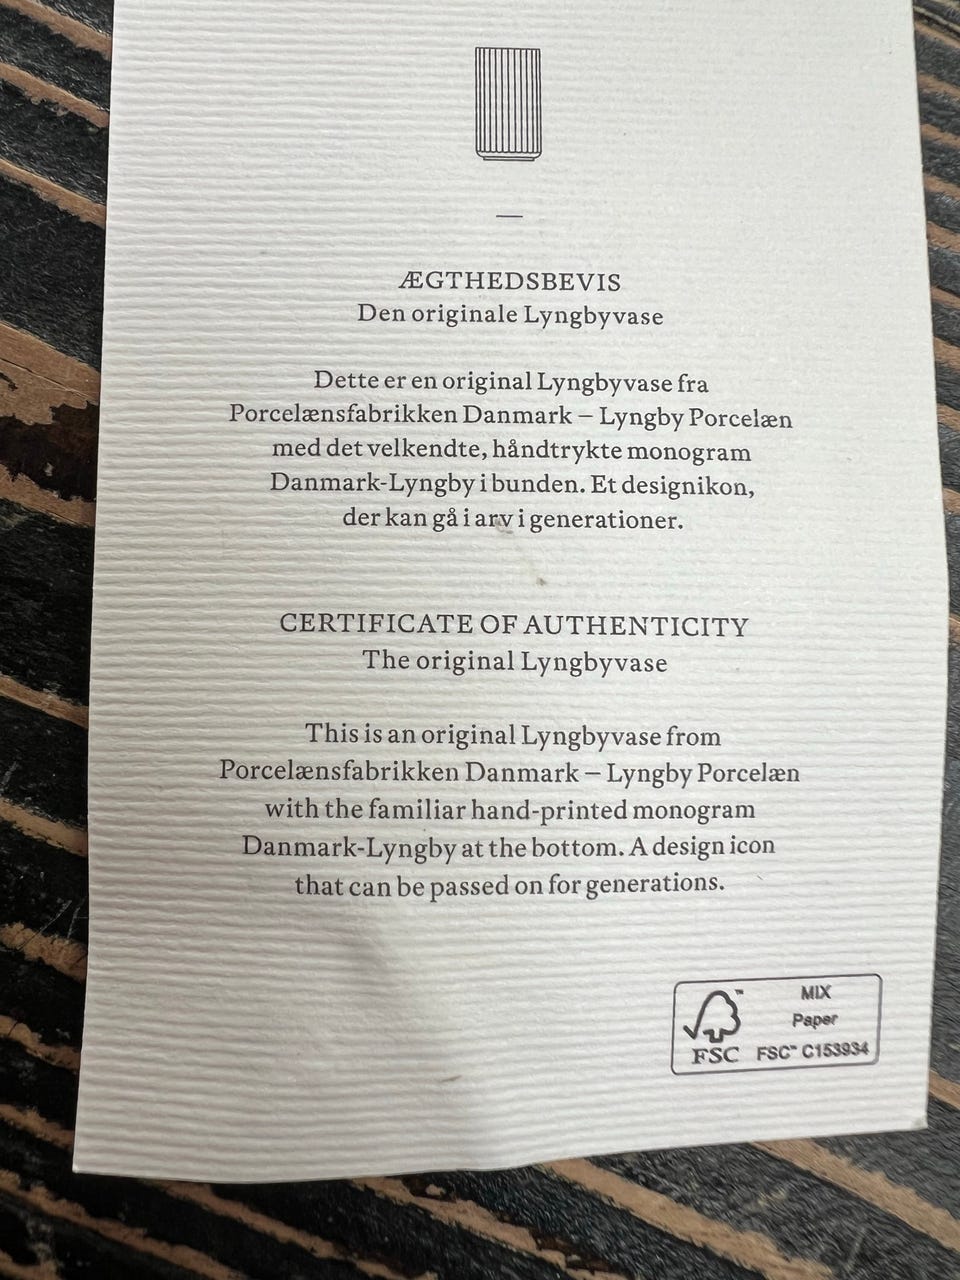 ÆGTHEDSBEVIS
Den originale Lyngbyvase
Dette er en original Lyngbyvase fra
Porcelænsfabrikken Danmark – Lyngby Porcelæn
med det velkendte, håndtrykte monogram
Danmark-Lyngby i bunden. Et designikon,
der kan gå i arv i generationer.
CERTIFICATE OF AUTHENTICITY
The original Lyngbyvase
This is an original Lyngbyvase from
Porcelænsfabrikken Danmark – Lyngby Porcelæn
with the familiar hand-printed monogram
Danmark-Lyngby at the bottom. A design icon
that can be passed on for generations.
MIX
Paper
FSC FSC™ C153934